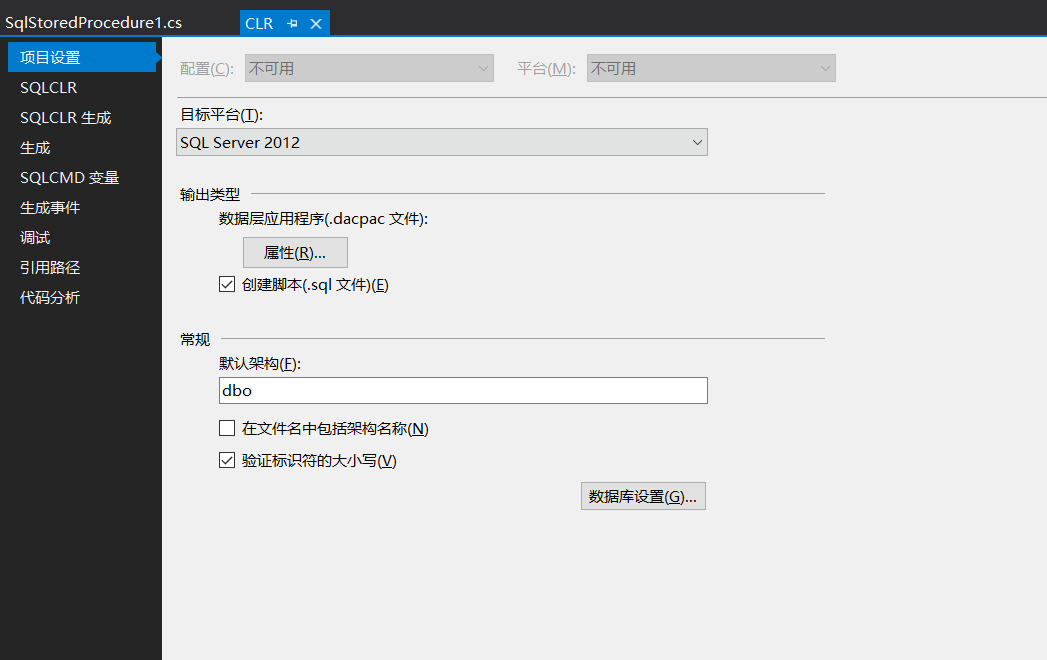 SqlStoredProcedure1.cs
CLR
项目设置
SQLCLR
SQLCLR 生成
生成
SQLCMD 变量
生成事件
调试
引用路径
代码分析
配置(C): 不可用 平台(M): 不可用
目标平台(T):
SQL Server 2012
输出类型
数据层应用程序(.dacpac 文件):
属性(R)...
创建脚本(.sql 文件)(E)
常规
默认架构(F):
dbo
在文件名中包括架构名称(N)
验证标识符的大小写(V)
数据库设置(G)...